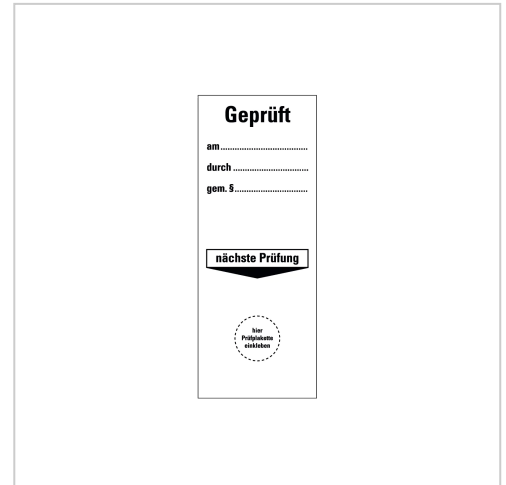 Geprüft
am..................................
durch ..............................
gem. §.............................
nächste Prüfung
hier
Prüfplakette
einkleben